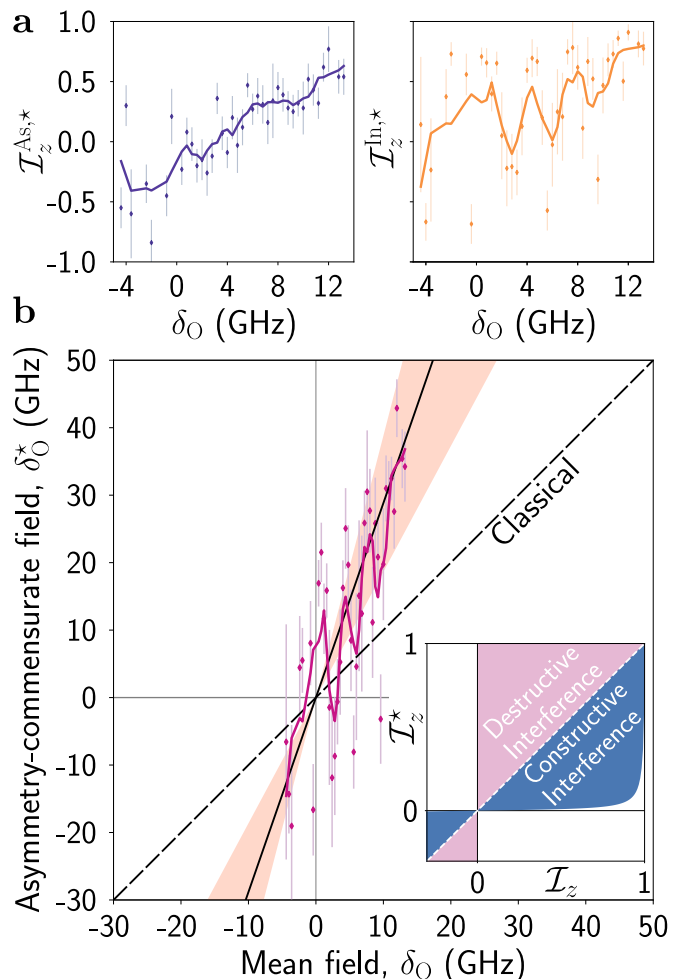 a
1.0
0.5
0.0
-0.5
-1.0
𝓘_z^{As,⋆}
-4 0 4 8 12
δ_O (GHz)
𝓘_z^{In,⋆}
-4 0 4 8 12
δ_O (GHz)
b
50
40
30
20
10
0
-10
-20
-30
Asymmetry-commensurate field, δ_O^⋆ (GHz)
Classical
1
𝓘_z^⋆
0
Destructive
Interference
Constructive
Interference
0 𝓘_z 1
-30 -20 -10 0 10 20 30 40 50
Mean field, δ_O (GHz)